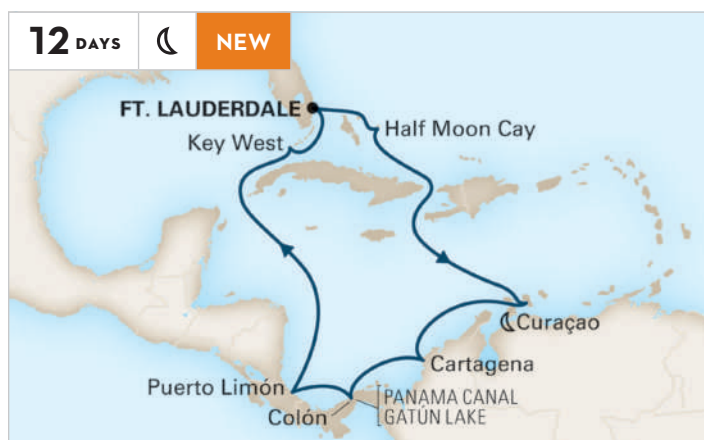 12 DAYS
NEW
FT. LAUDERDALE
Half Moon Cay
Key West
Curaçao
Cartagena
Puerto Limón
PANAMA CANAL
GATÚN LAKE
Colón